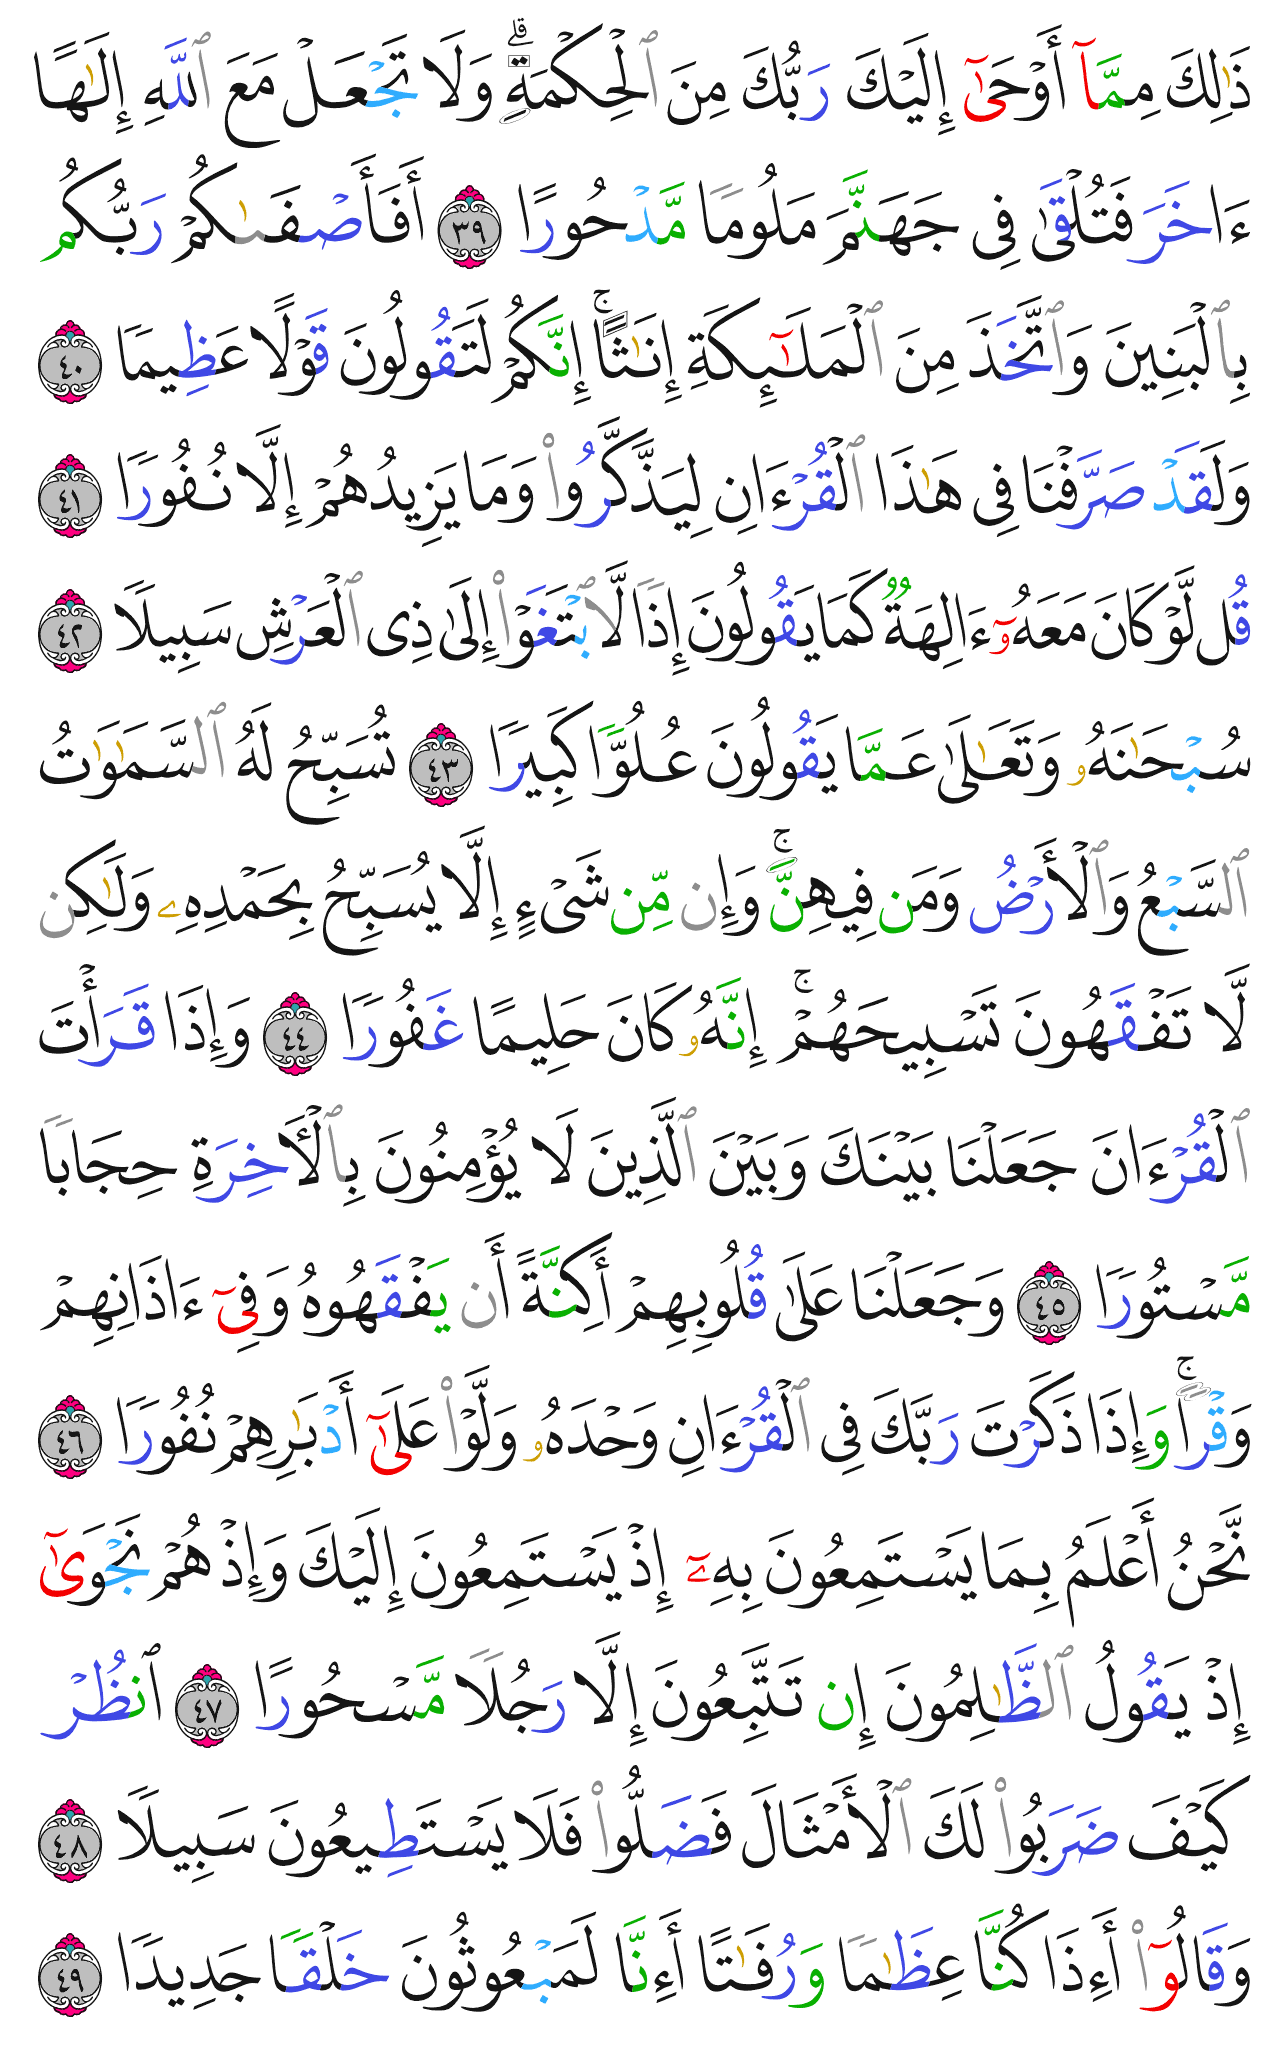 ذَٰلِكَ مِمَّآ أَوْحَىٰٓ إِلَيْكَ رَبُّكَ مِنَ ٱلْحِكْمَةِ ۗ وَلَا تَجْعَلْ مَعَ ٱللَّهِ إِلَـٰهًا
ءَاخَرَ فَتُلْقَىٰ فِى جَهَنَّمَ مَلُومًا مَّدْحُورًا ٣٩ أَفَأَصْفَىٰكُمْ رَبُّكُم
بِٱلْبَنِينَ وَٱتَّخَذَ مِنَ ٱلْمَلَـٰٓئِكَةِ إِنَـٰثًا ۚ إِنَّكُمْ لَتَقُولُونَ قَوْلًا عَظِيمًا ٤٠
وَلَقَدْ صَرَّفْنَا فِى هَـٰذَا ٱلْقُرْءَانِ لِيَذَّكَّرُوا۟ وَمَا يَزِيدُهُمْ إِلَّا نُفُورًا ٤١
قُل لَّوْ كَانَ مَعَهُۥٓ ءَالِهَةٌ كَمَا يَقُولُونَ إِذًا لَّٱبْتَغَوْا۟ إِلَىٰ ذِى ٱلْعَرْشِ سَبِيلًا ٤٢
سُبْحَـٰنَهُۥ وَتَعَـٰلَىٰ عَمَّا يَقُولُونَ عُلُوًّا كَبِيرًا ٤٣ تُسَبِّحُ لَهُ ٱلسَّمَـٰوَٰتُ
ٱلسَّبْعُ وَٱلْأَرْضُ وَمَن فِيهِنَّ ۚ وَإِن مِّن شَىْءٍ إِلَّا يُسَبِّحُ بِحَمْدِهِۦ وَلَـٰكِن
لَّا تَفْقَهُونَ تَسْبِيحَهُمْ ۚ إِنَّهُۥ كَانَ حَلِيمًا غَفُورًا ٤٤ وَإِذَا قَرَأْتَ
ٱلْقُرْءَانَ جَعَلْنَا بَيْنَكَ وَبَيْنَ ٱلَّذِينَ لَا يُؤْمِنُونَ بِٱلْـَٔاخِرَةِ حِجَابًا
مَّسْتُورًا ٤٥ وَجَعَلْنَا عَلَىٰ قُلُوبِهِمْ أَكِنَّةً أَن يَفْقَهُوهُ وَفِىٓ ءَاذَانِهِمْ
وَقْرًا ۚ وَإِذَا ذَكَرْتَ رَبَّكَ فِى ٱلْقُرْءَانِ وَحْدَهُۥ وَلَّوْا۟ عَلَىٰٓ أَدْبَـٰرِهِمْ نُفُورًا ٤٦
نَّحْنُ أَعْلَمُ بِمَا يَسْتَمِعُونَ بِهِۦٓ إِذْ يَسْتَمِعُونَ إِلَيْكَ وَإِذْ هُمْ نَجْوَىٰٓ
إِذْ يَقُولُ ٱلظَّـٰلِمُونَ إِن تَتَّبِعُونَ إِلَّا رَجُلًا مَّسْحُورًا ٤٧ ٱنظُرْ
كَيْفَ ضَرَبُوا۟ لَكَ ٱلْأَمْثَالَ فَضَلُّوا۟ فَلَا يَسْتَطِيعُونَ سَبِيلًا ٤٨
وَقَالُوٓا۟ أَءِذَا كُنَّا عِظَـٰمًا وَرُفَـٰتًا أَءِنَّا لَمَبْعُوثُونَ خَلْقًا جَدِيدًا ٤٩